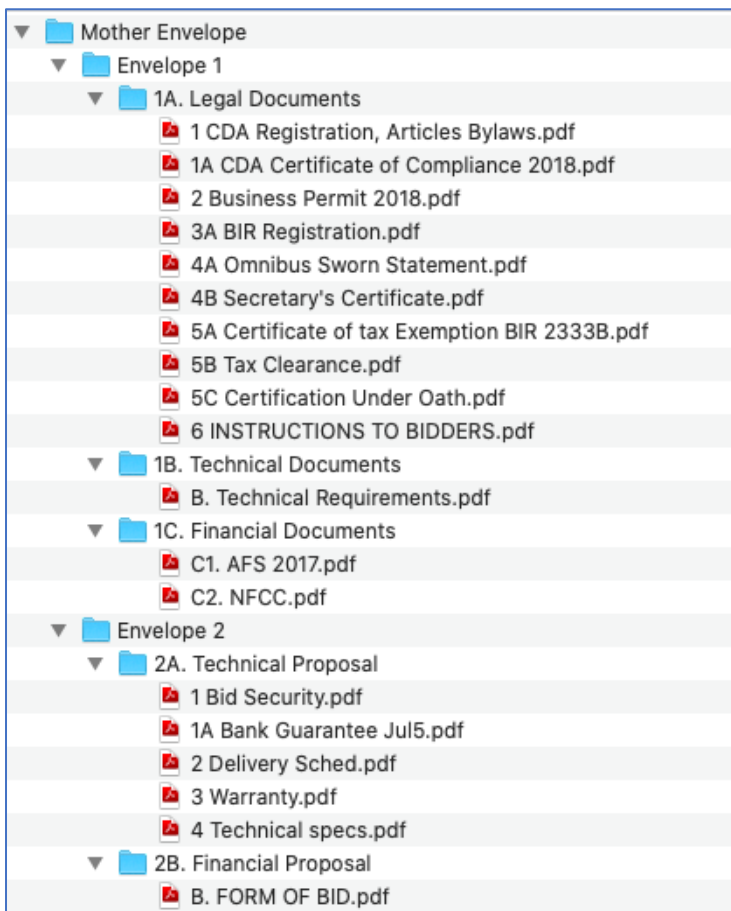 Mother Envelope
Envelope 1
1A. Legal Documents
1 CDA Registration, Articles Bylaws.pdf
1A CDA Certificate of Compliance 2018.pdf
2 Business Permit 2018.pdf
3A BIR Registration.pdf
4A Omnibus Sworn Statement.pdf
4B Secretary's Certificate.pdf
5A Certificate of tax Exemption BIR 2333B.pdf
5B Tax Clearance.pdf
5C Certification Under Oath.pdf
6 INSTRUCTIONS TO BIDDERS.pdf
1B. Technical Documents
B. Technical Requirements.pdf
1C. Financial Documents
C1. AFS 2017.pdf
C2. NFCC.pdf
Envelope 2
2A. Technical Proposal
1 Bid Security.pdf
1A Bank Guarantee Jul5.pdf
2 Delivery Sched.pdf
3 Warranty.pdf
4 Technical specs.pdf
2B. Financial Proposal
B. FORM OF BID.pdf